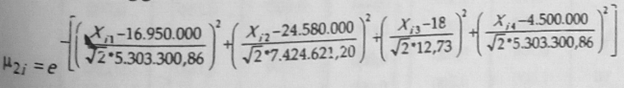 μ₂ᵢ = e^{-[((Xᵢ₁-16.950.000)/(√2*5.303.300,86))²+((Xᵢ₂-24.580.000)/(√2*7.424.621,20))²+((Xᵢ₃-18)/(√2*12,73))²+((Xᵢ₄-4.500.000)/(√2*5.303.300,86))²]}